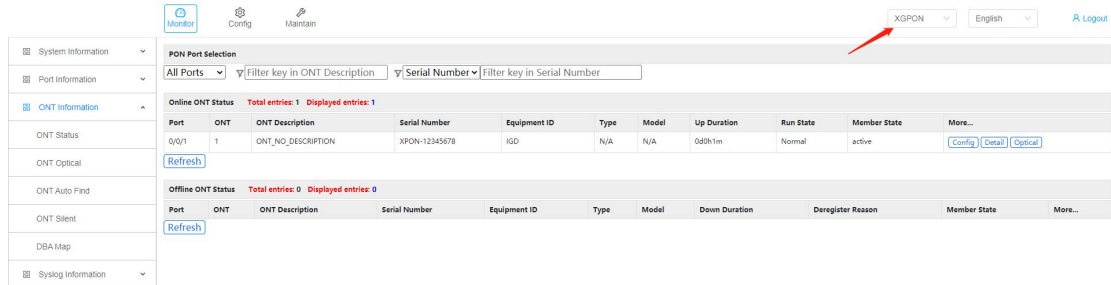 Monitor Config Maintain XGPON English Logout
System Information
Port Information
ONT Information
ONT Status
ONT Optical
ONT Auto Find
ONT Silent
DBA Map
Syslog Information
PON Port Selection
All Ports Filter key in ONT Description Serial Number Filter key in Serial Number
Online ONT Status Total entries: 1 Displayed entries: 1
Port ONT ONT Description Serial Number Equipment ID Type Model Up Duration Run State Member State More...
0/0/1 1 ONT_NO_DESCRIPTION XPON-12345678 IGD N/A N/A 0d0h1m Normal active Config Detail Optical
Refresh
Offline ONT Status Total entries: 0 Displayed entries: 0
Port ONT ONT Description Serial Number Equipment ID Type Model Down Duration Deregister Reason Member State More...
Refresh